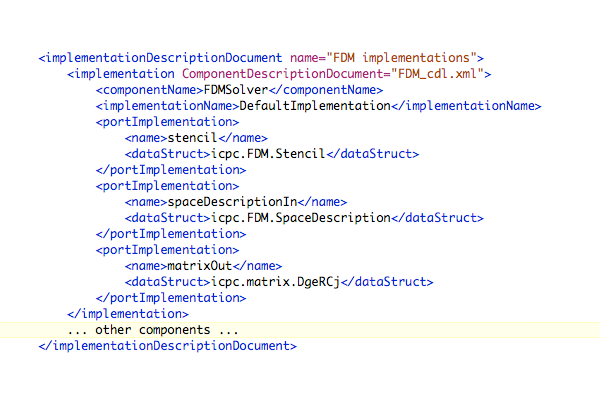 <implementationDescriptionDocument name="FDM implementations">
    <implementation ComponentDescriptionDocument="FDM_cdl.xml">
        <componentName>FDMSolver</componentName>
        <implementationName>DefaultImplementation</implementationName>
        <portImplementation>
            <name>stencil</name>
            <dataStruct>icpc.FDM.Stencil</dataStruct>
        </portImplementation>
        <portImplementation>
            <name>spaceDescriptionIn</name>
            <dataStruct>icpc.FDM.SpaceDescription</dataStruct>
        </portImplementation>
        <portImplementation>
            <name>matrixOut</name>
            <dataStruct>icpc.matrix.DgeRCj</dataStruct>
        </portImplementation>
    </implementation>
    ... other components ...
</implementationDescriptionDocument>